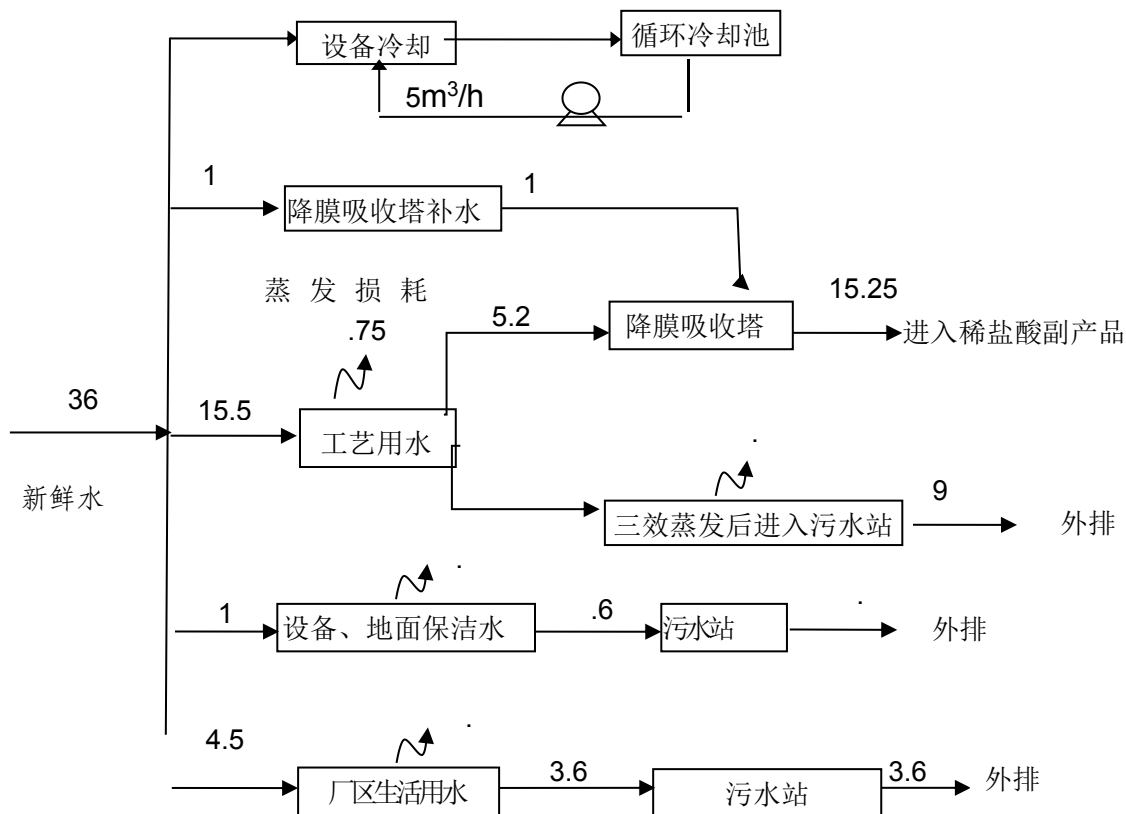 设备冷却
循环冷却池
5m³/h
1
降膜吸收塔补水
1
蒸 发 损 耗
.75
5.2
降膜吸收塔
15.25
进入稀盐酸副产品
36
新鲜水
15.5
工艺用水
.
三效蒸发后进入污水站
9
外排
.
1
设备、地面保洁水
.6
污水站
.
外排
.
4.5
厂区生活用水
3.6
污水站
3.6
外排